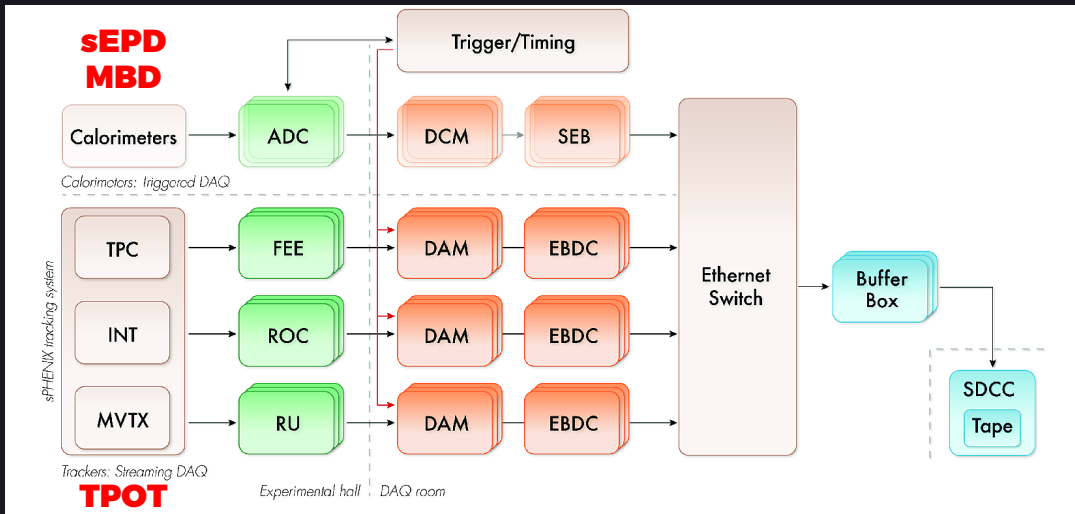 sEPD
MBD
Trigger/Timing
Calorimeters
ADC
DCM
SEB
Calorimeters: Triggered DAQ
sPHENIX tracking system
TPC
FEE
DAM
EBDC
INT
ROC
DAM
EBDC
MVTX
RU
DAM
EBDC
Ethernet
Switch
Buffer
Box
SDCC
Tape
Trackers: Streaming DAQ
TPOT
Experimental hall
DAQ room